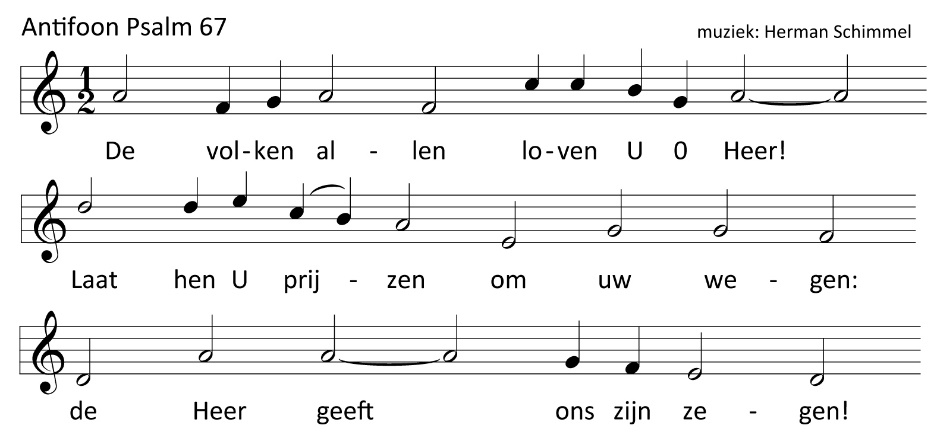 Antifoon Psalm 67
muziek: Herman Schimmel
1
2
De vol-ken al - len lo-ven U 0 Heer!
Laat hen U prij - zen om uw we - gen:
de Heer geeft ons zijn ze - gen!